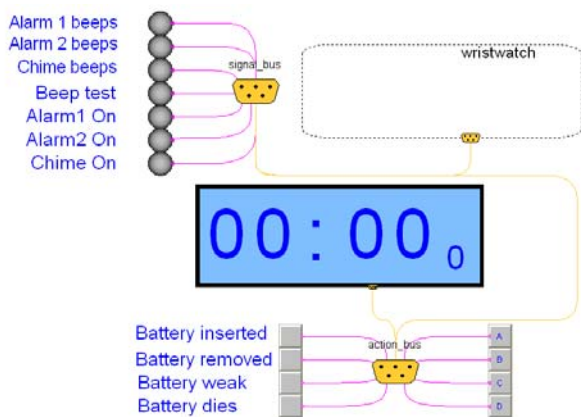 Alarm 1 beeps
Alarm 2 beeps
Chime beeps
Beep test
Alarm1 On
Alarm2 On
Chime On
signal_bus
wristwatch
00:00 0
Battery inserted
Battery removed
Battery weak
Battery dies
action_bus
A
B
C
D